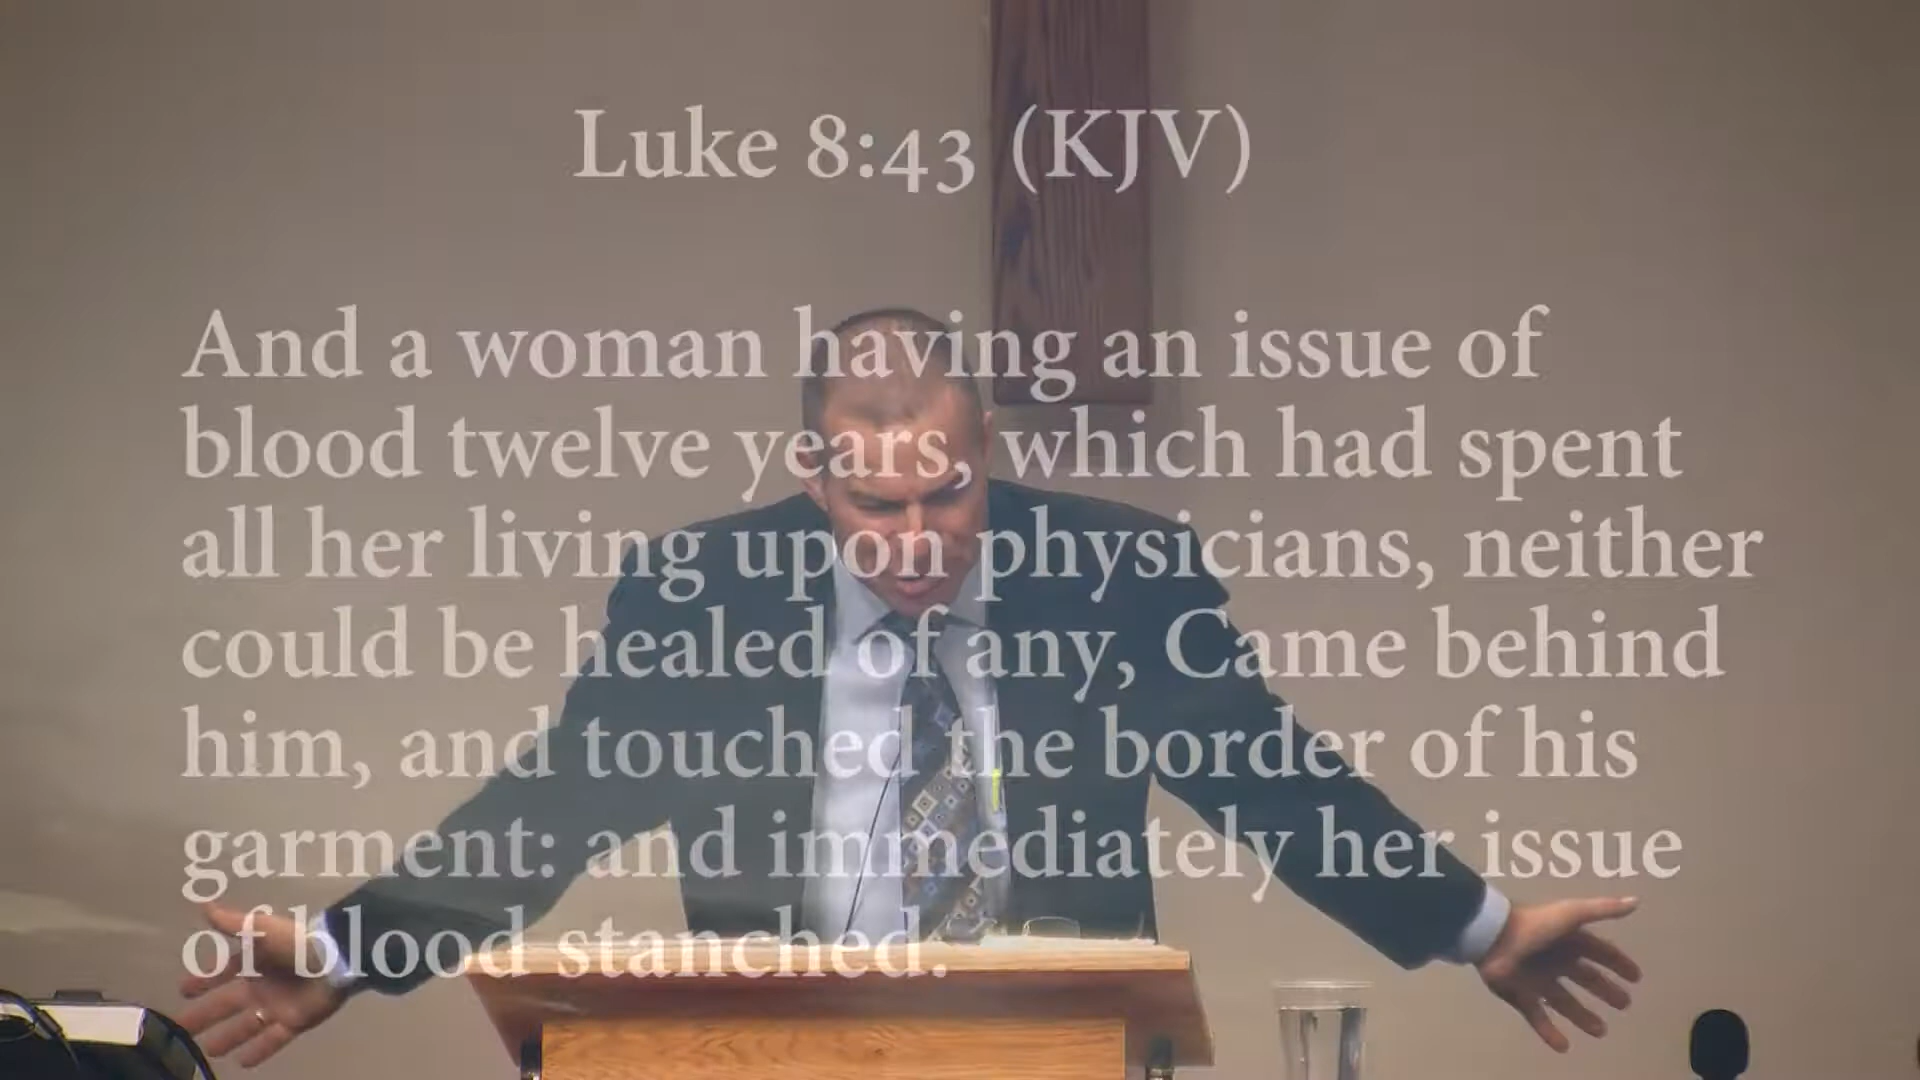 Luke 8:43 (KJV)
And a woman having an issue of
blood twelve years, which had spent
all her living upon physicians, neither
could be healed of any, Came behind
him, and touched the border of his
garment: and immediately her issue
of blood stanched.